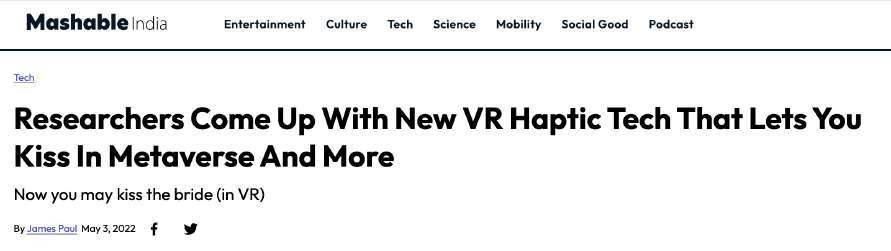 Mashable India Entertainment Culture Tech Science Mobility Social Good Podcast
Tech
Researchers Come Up With New VR Haptic Tech That Lets You
Kiss In Metaverse And More
Now you may kiss the bride (in VR)
By James Paul May 3, 2022